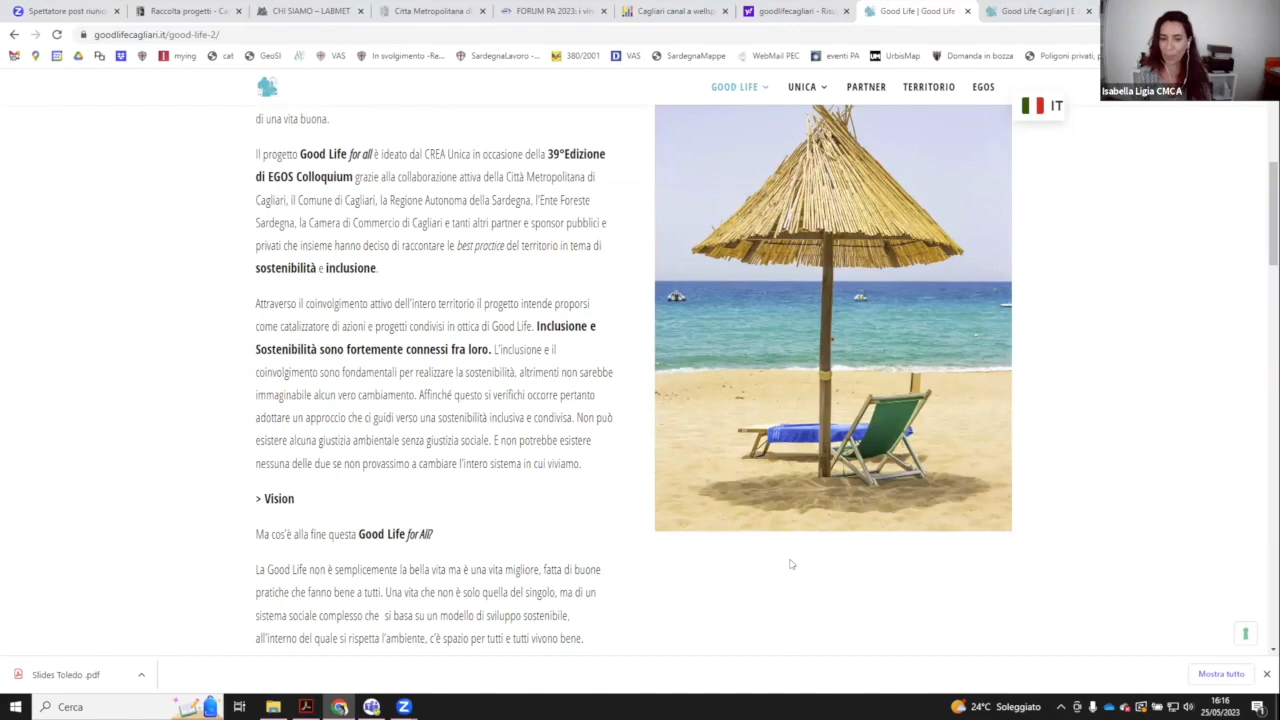 Spettatore post riunio
Raccolta progetti - Ca
CHI SIAMO – LABMET
Citta Metropolitana d
FORUM PA 2023: i vin
Cagliari canal a wellsp
goodlifecagliari - Risu
Good Life | Good Life
Good Life Cagliari | E
goodlifecagliari.it/good-life-2/
mying
cat
GeoSI
VAS
In svolgimento -Re...
SardegnaLavoro -...
380/2001
VAS
SardegnaMappe
WebMail PEC
eventi PA
UrbisMap
Domanda in bozza
Poligoni privati, p
Isabella Ligia CMCA
GOOD LIFE
UNICA
PARTNER
TERRITORIO
EGOS
IT
di una vita buona.
Il progetto Good Life for all è ideato dal CREA Unica in occasione della 39°Edizione
di EGOS Colloquium grazie alla collaborazione attiva della Città Metropolitana di
Cagliari, il Comune di Cagliari, la Regione Autonoma della Sardegna, l'Ente Foreste
Sardegna, la Camera di Commercio di Cagliari e tanti altri partner e sponsor pubblici e
privati che insieme hanno deciso di raccontare le best practice del territorio in tema di
sostenibilità e inclusione.
Attraverso il coinvolgimento attivo dell'intero territorio il progetto intende proporsi
come catalizzatore di azioni e progetti condivisi in ottica di Good Life. Inclusione e
Sostenibilità sono fortemente connessi fra loro. L'inclusione e il
coinvolgimento sono fondamentali per realizzare la sostenibilità, altrimenti non sarebbe
immaginabile alcun vero cambiamento. Affinché questo si verifichi occorre pertanto
adottare un approccio che ci guidi verso una sostenibilità inclusiva e condivisa. Non può
esistere alcuna giustizia ambientale senza giustizia sociale. E non potrebbe esistere
nessuna delle due se non provassimo a cambiare l'intero sistema in cui viviamo.
> Vision
Ma cos'è alla fine questa Good Life for All?
La Good Life non è semplicemente la bella vita ma è una vita migliore, fatta di buone
pratiche che fanno bene a tutti. Una vita che non è solo quella del singolo, ma di un
sistema sociale complesso che si basa su un modello di sviluppo sostenibile,
all'interno del quale si rispetta l'ambiente, c'è spazio per tutti e tutti vivono bene.
Slides Toledo .pdf
Mostra tutto
Cerca
24°C Soleggiato
16:16
25/05/2023